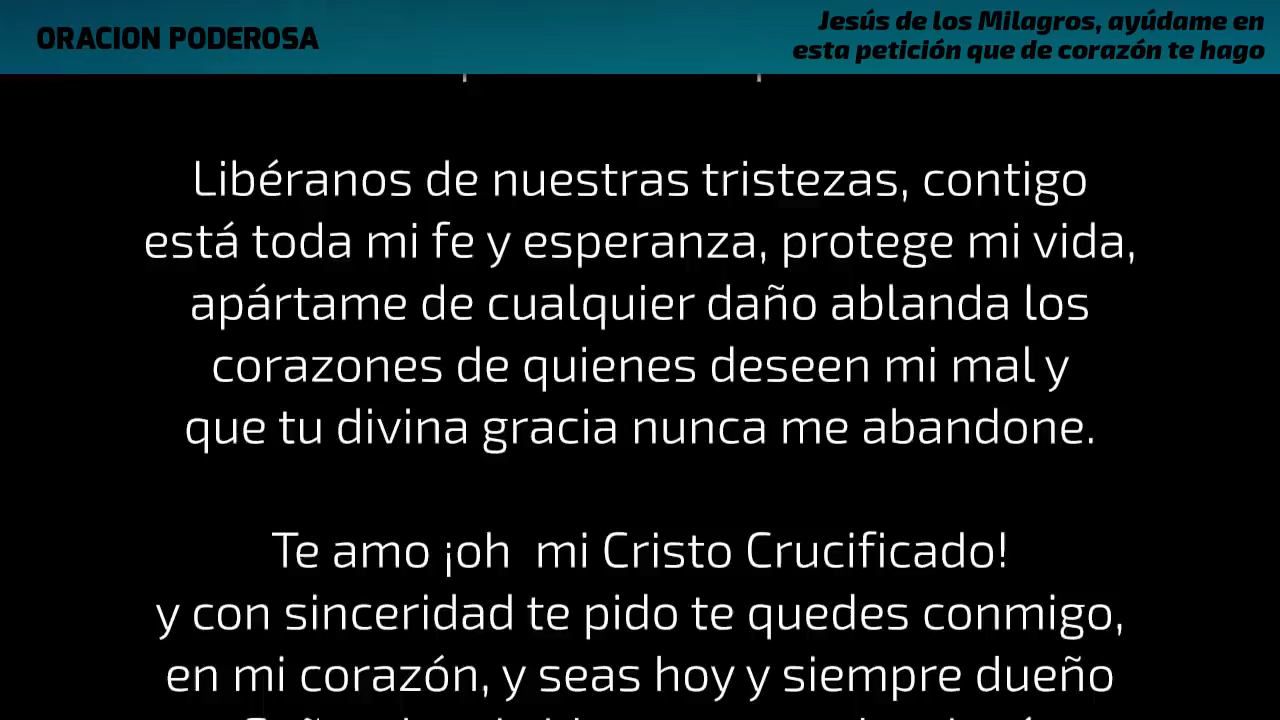 ORACION PODEROSA
Jesús de los Milagros, ayúdame en
esta petición que de corazón te hago
Libéranos de nuestras tristezas, contigo
está toda mi fe y esperanza, protege mi vida,
apártame de cualquier daño ablanda los
corazones de quienes deseen mi mal y
que tu divina gracia nunca me abandone.
Te amo ¡oh  mi Cristo Crucificado!
y con sinceridad te pido te quedes conmigo,
en mi corazón, y seas hoy y siempre dueño